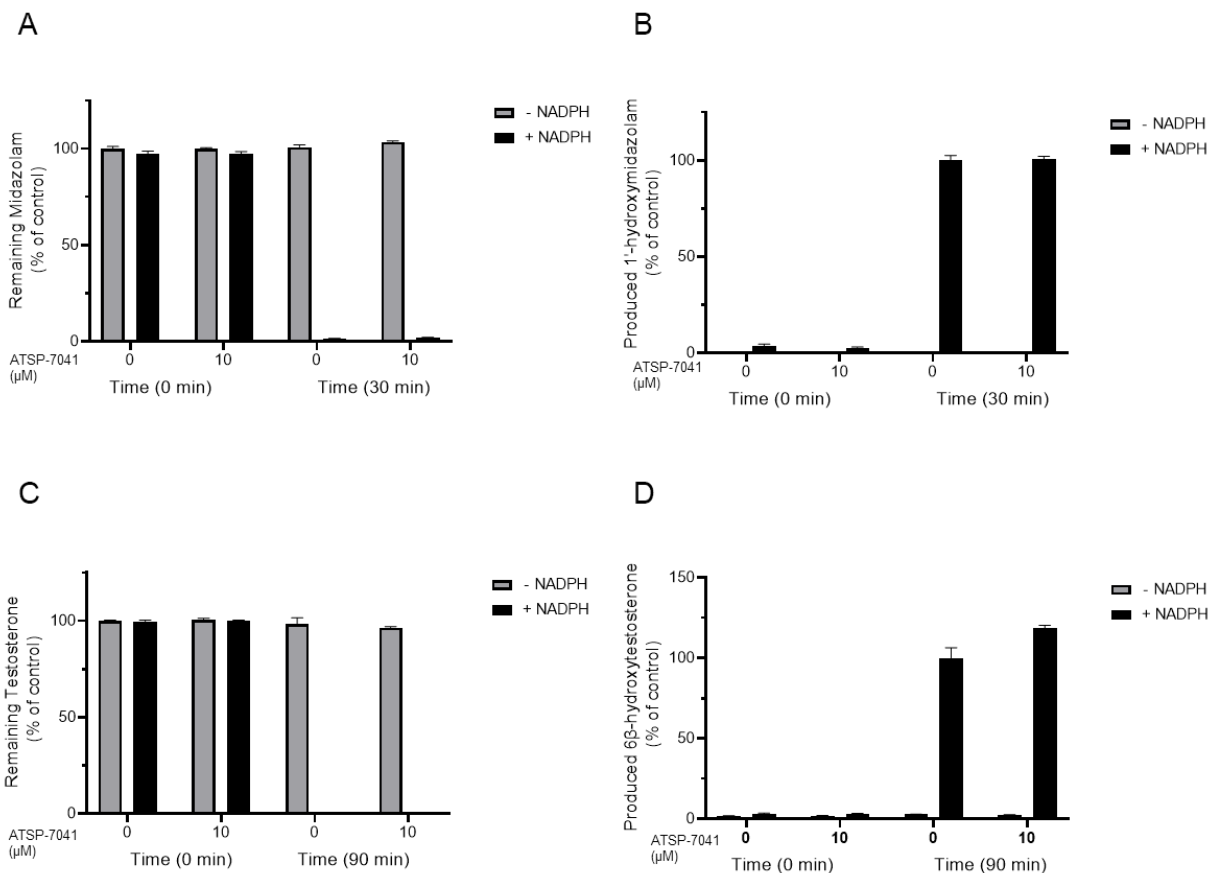 A
Remaining Midazolam
(% of control)
100
50
0
- NADPH
+ NADPH
ATSP-7041
(µM)
0
10
0
10
Time (0 min)
Time (30 min)
B
Produced 1'-hydroxymidazolam
(% of control)
100
50
0
- NADPH
+ NADPH
ATSP-7041
(µM)
0
10
0
10
Time (0 min)
Time (30 min)
C
Remaining Testosterone
(% of control)
100
50
0
- NADPH
+ NADPH
ATSP-7041
(µM)
0
10
0
10
Time (0 min)
Time (90 min)
D
Produced 6β-hydroxytestosterone
(% of control)
150
100
50
0
- NADPH
+ NADPH
ATSP-7041
(µM)
0
10
0
10
Time (0 min)
Time (90 min)